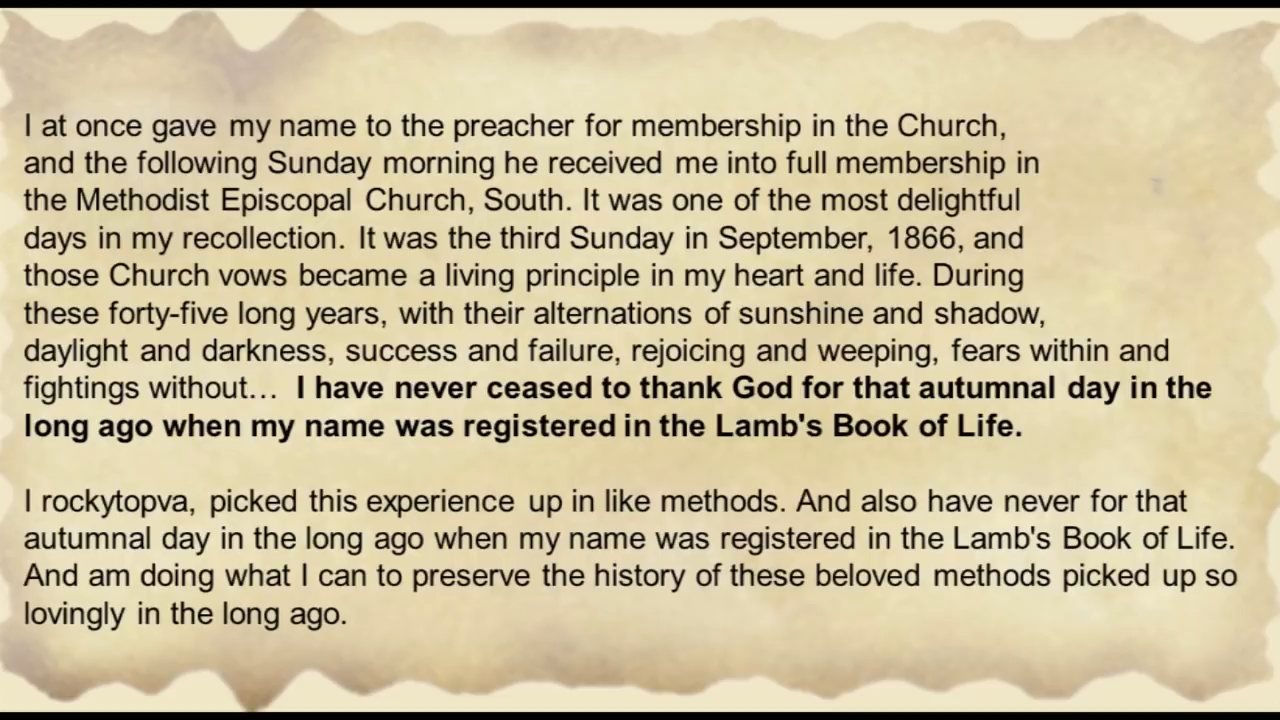 I at once gave my name to the preacher for membership in the Church,
and the following Sunday morning he received me into full membership in
the Methodist Episcopal Church, South. It was one of the most delightful
days in my recollection. It was the third Sunday in September, 1866, and
those Church vows became a living principle in my heart and life. During
these forty-five long years, with their alternations of sunshine and shadow,
daylight and darkness, success and failure, rejoicing and weeping, fears within and
fightings without… I have never ceased to thank God for that autumnal day in the
long ago when my name was registered in the Lamb's Book of Life.
I rockytopva, picked this experience up in like methods. And also have never for that
autumnal day in the long ago when my name was registered in the Lamb's Book of Life.
And am doing what I can to preserve the history of these beloved methods picked up so
lovingly in the long ago.